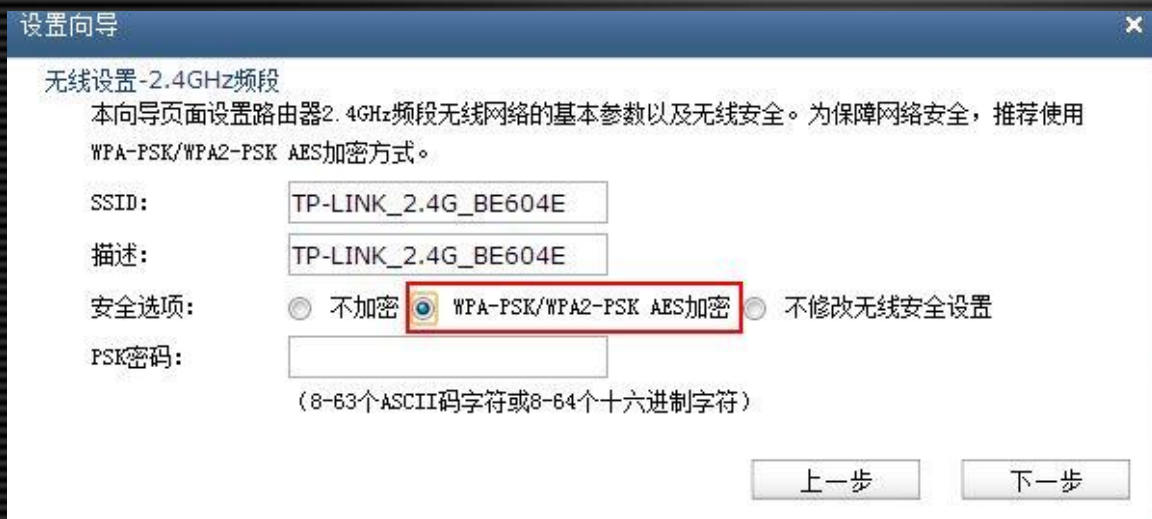 设置向导
无线设置-2.4GHz频段
本向导页面设置路由器2.4GHz频段无线网络的基本参数以及无线安全。为保障网络安全，推荐使用
WPA-PSK/WPA2-PSK AES加密方式。
SSID: TP-LINK_2.4G_BE604E
描述: TP-LINK_2.4G_BE604E
安全选项: 不加密 WPA-PSK/WPA2-PSK AES加密 不修改无线安全设置
PSK密码:
（8-63个ASCII码字符或8-64个十六进制字符）
上一步 下一步